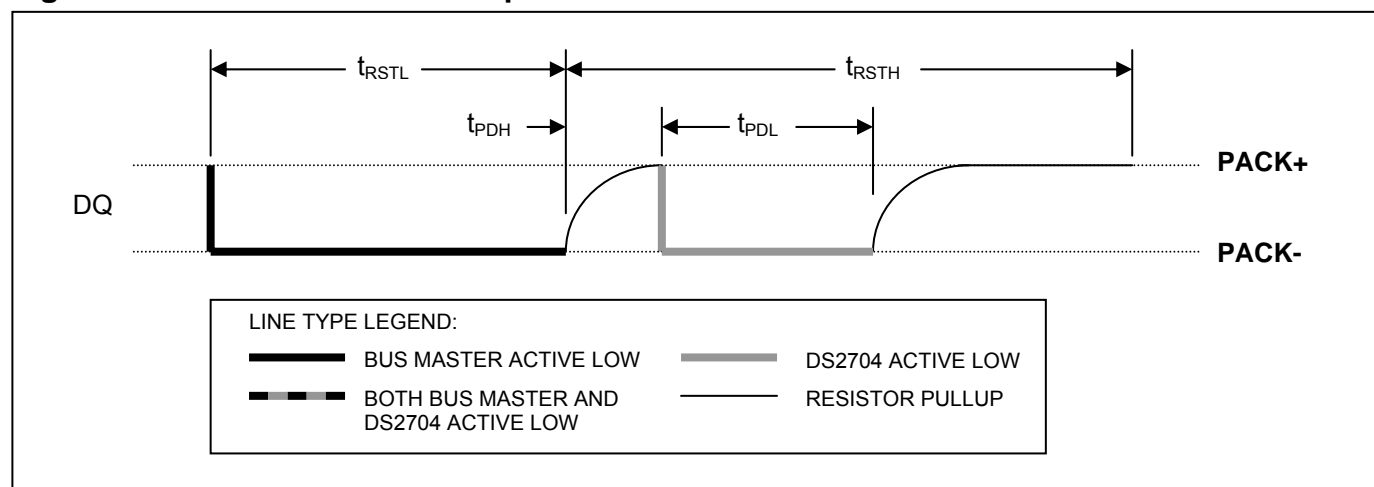 tRSTL
tRSTH
tPDH
tPDL
PACK+
DQ
PACK-
LINE TYPE LEGEND:
BUS MASTER ACTIVE LOW
DS2704 ACTIVE LOW
BOTH BUS MASTER AND
DS2704 ACTIVE LOW
RESISTOR PULLUP